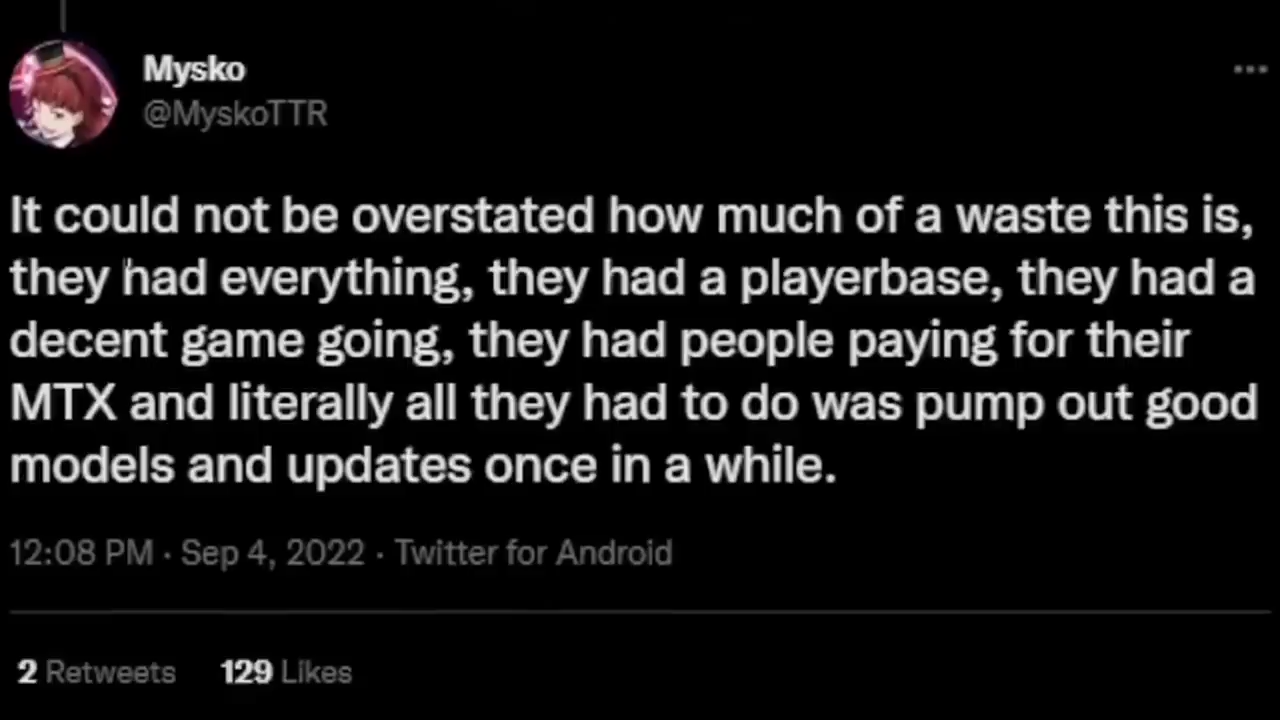 Mysko
@MyskoTTR
It could not be overstated how much of a waste this is,
they had everything, they had a playerbase, they had a
decent game going, they had people paying for their
MTX and literally all they had to do was pump out good
models and updates once in a while.
12:08 PM · Sep 4, 2022 · Twitter for Android
2 Retweets 129 Likes